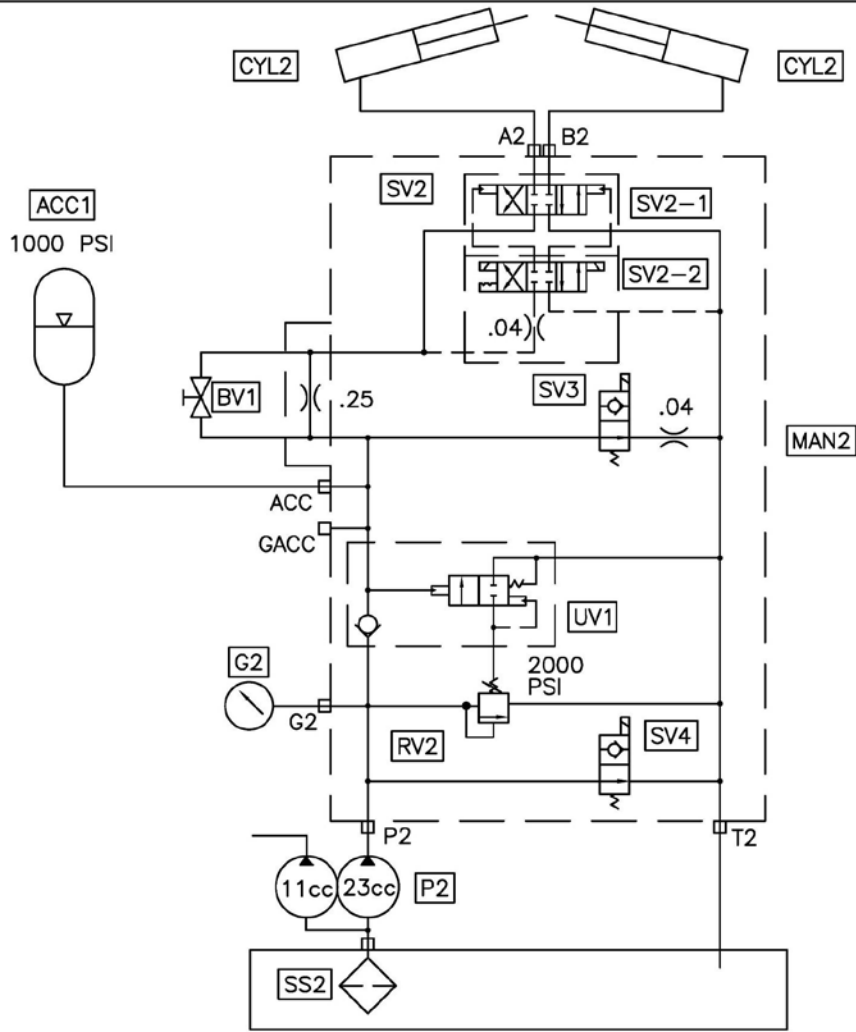 CYL2
CYL2
A2
B2
SV2
SV2-1
ACC1
1000 PSI
SV2-2
.04
BV1
.25
SV3
.04
MAN2
ACC
GACC
UV1
G2
2000
PSI
G2
RV2
SV4
P2
T2
11cc
23cc
P2
SS2